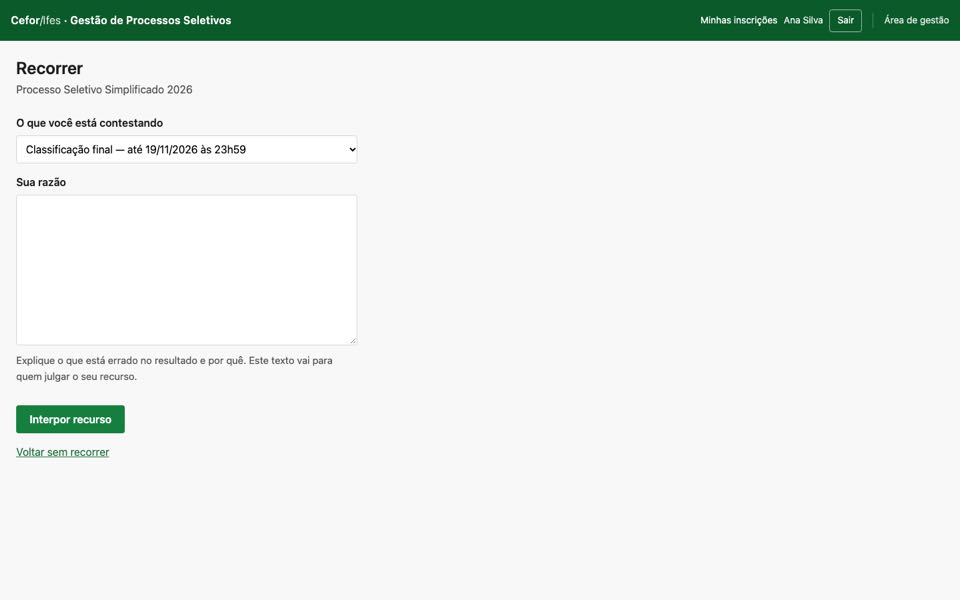 Cefor/Ifes · Gestão de Processos Seletivos
Minhas inscrições Ana Silva Sair Área de gestão
Recorrer
Processo Seletivo Simplificado 2026
O que você está contestando
Classificação final — até 19/11/2026 às 23h59
Sua razão
Explique o que está errado no resultado e por quê. Este texto vai para
quem julgar o seu recurso.
Interpor recurso
Voltar sem recorrer